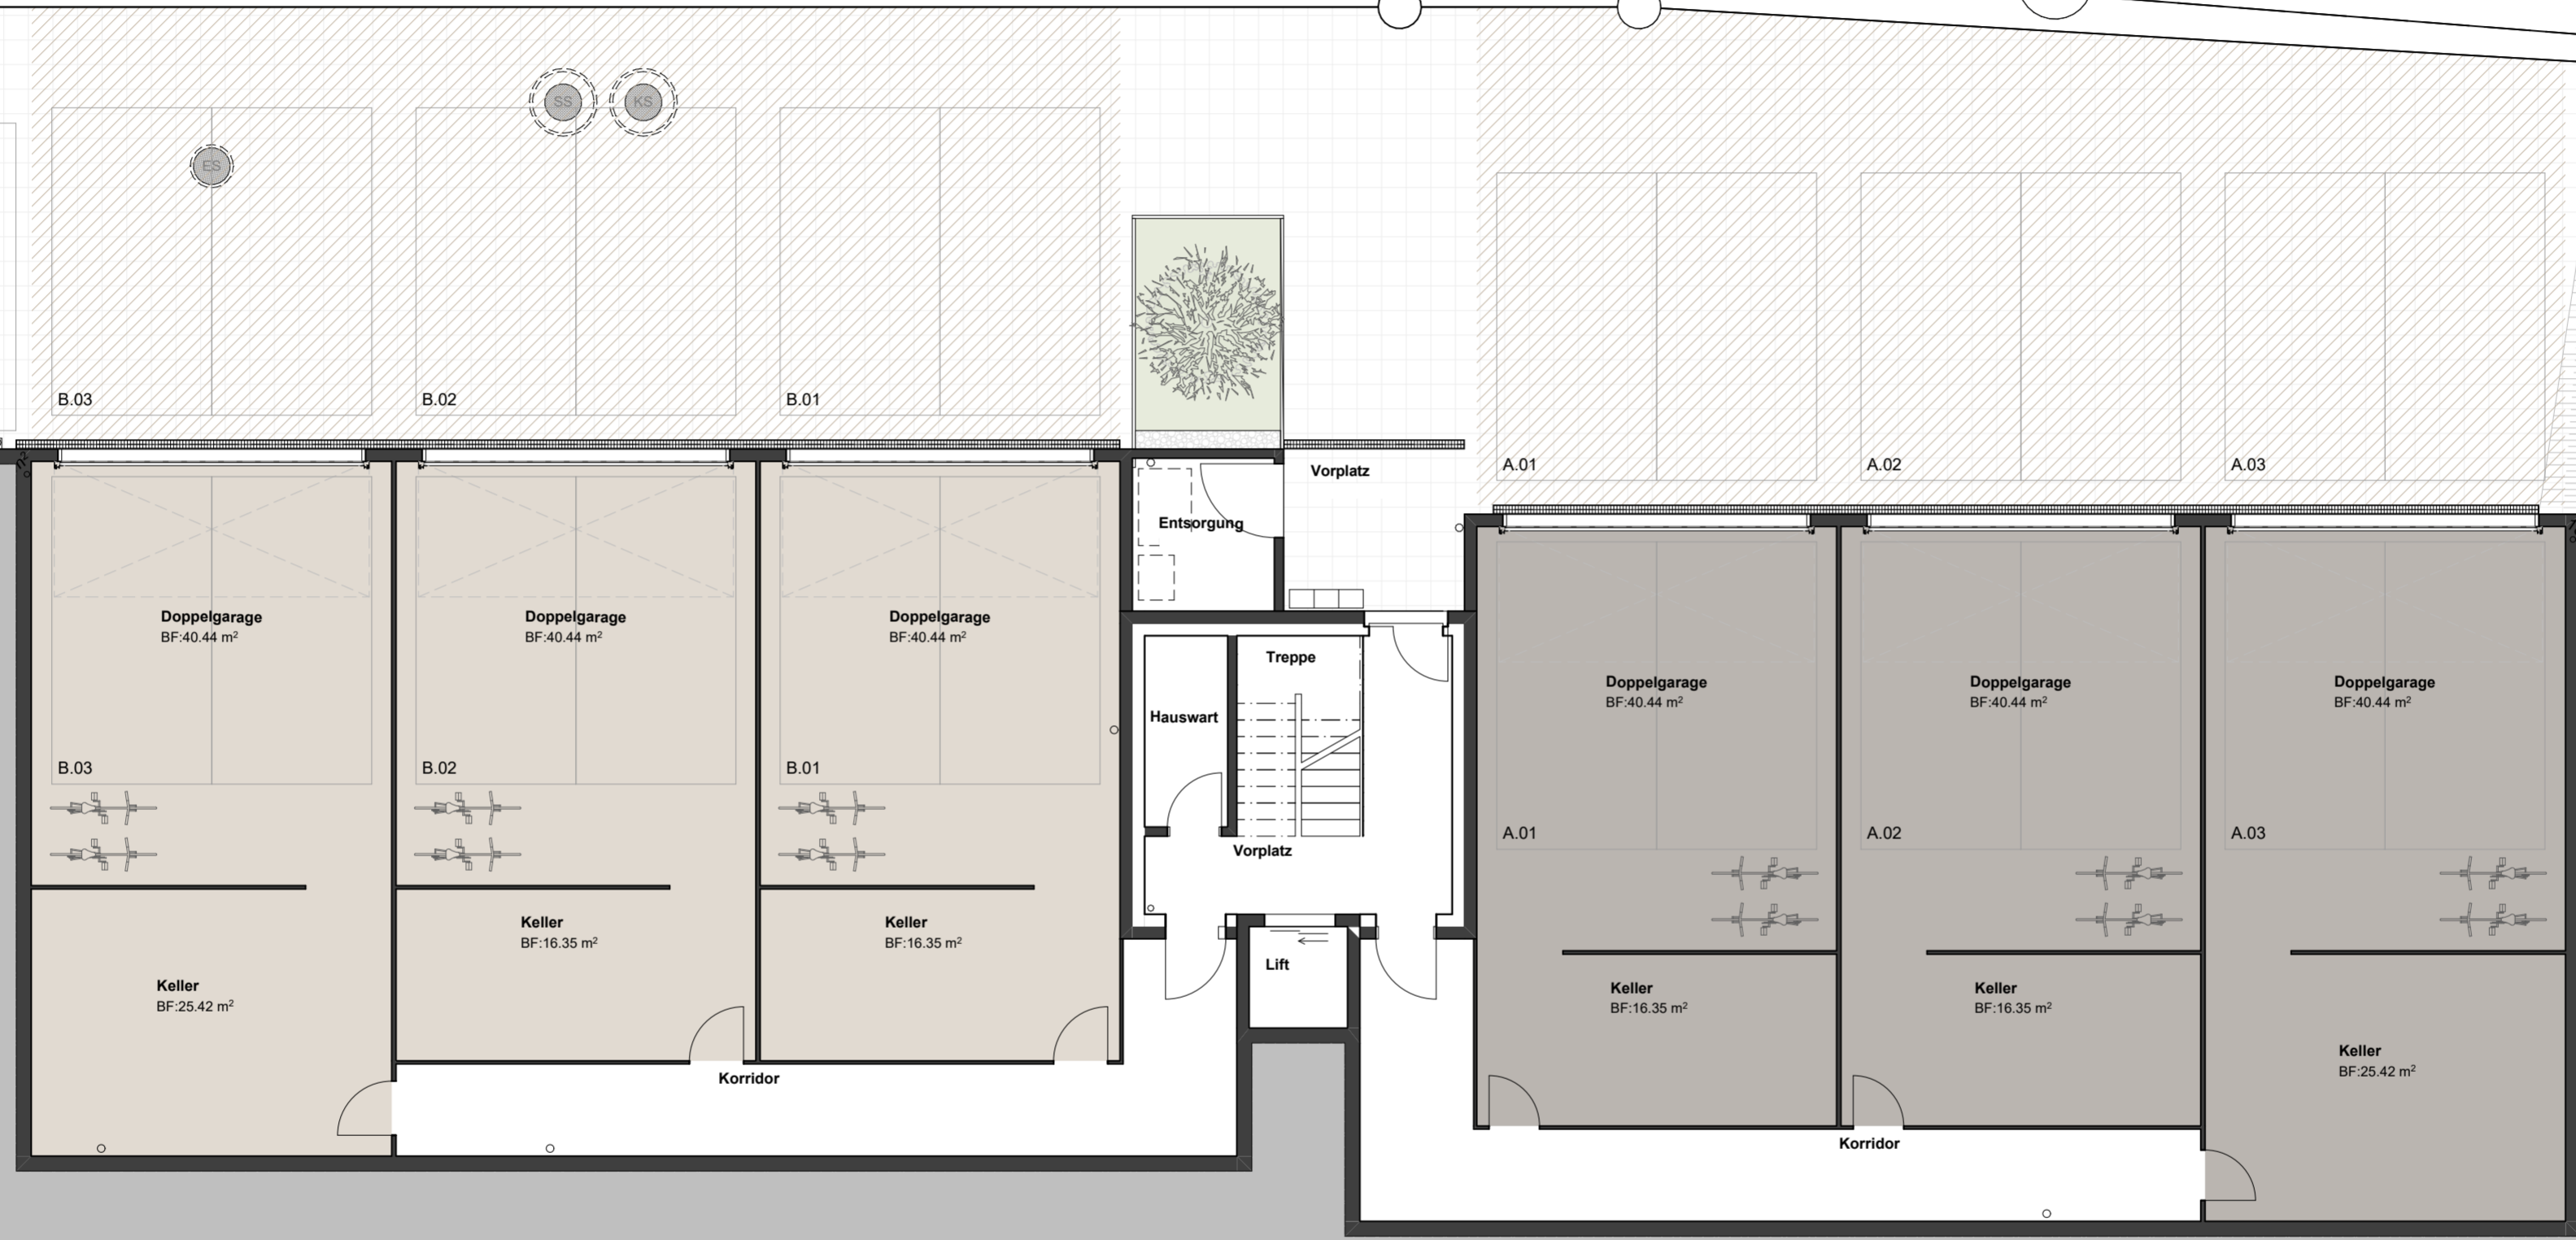 SS
KS
ES
B.03
B.02
B.01
A.01
A.02
A.03
Vorplatz
Entsorgung
Doppelgarage
BF:40.44 m²
Doppelgarage
BF:40.44 m²
Doppelgarage
BF:40.44 m²
Treppe
Hauswart
Doppelgarage
BF:40.44 m²
Doppelgarage
BF:40.44 m²
Doppelgarage
BF:40.44 m²
B.03
B.02
B.01
A.01
A.02
A.03
Vorplatz
Keller
BF:25.42 m²
Keller
BF:16.35 m²
Keller
BF:16.35 m²
Lift
Keller
BF:16.35 m²
Keller
BF:16.35 m²
Keller
BF:25.42 m²
Korridor
Korridor